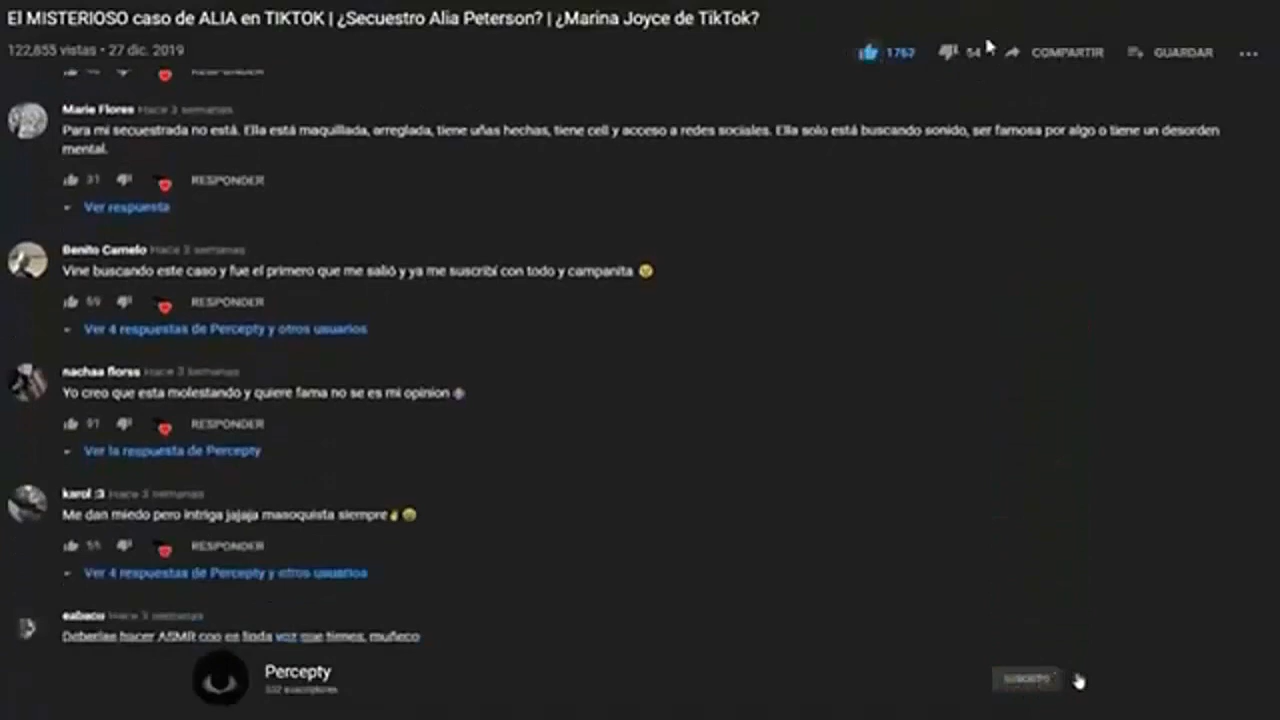 El MISTERIOSO caso de ALIA en TIKTOK | ¿Secuestro Alia Peterson? | ¿Marina Joyce de TikTok?
122,855 vistas • 27 dic. 2019
1767 54 COMPARTIR GUARDAR
RESPONDER
Marie Flores Hace 3 semanas
Para mi secuestrada no está. Ella está maquillada, arreglada, tiene uñas hechas, tiene cell y acceso a redes sociales. Ella solo está buscando sonido, ser famosa por algo o tiene un desorden
mental.
31 RESPONDER
Ver respuesta
Benito Camelo Hace 3 semanas
Vine buscando este caso y fue el primero que me salió y ya me suscribí con todo y campanita
69 RESPONDER
Ver 4 respuestas de Percepty y otros usuarios
nachaa florss Hace 3 semanas
Yo creo que esta molestando y quiere fama no se es mi opinion
91 RESPONDER
Ver la respuesta de Percepty
karol :3 Hace 3 semanas
Me dan miedo pero intriga jajaja masoquista siempre
RESPONDER
Ver 4 respuestas de Percepty y otros usuarios
Hace 3 semanas
Deberías hacer ASMR con es linda voz que tienes, muñeco
Percepty
suscriptores
SUSCRITO